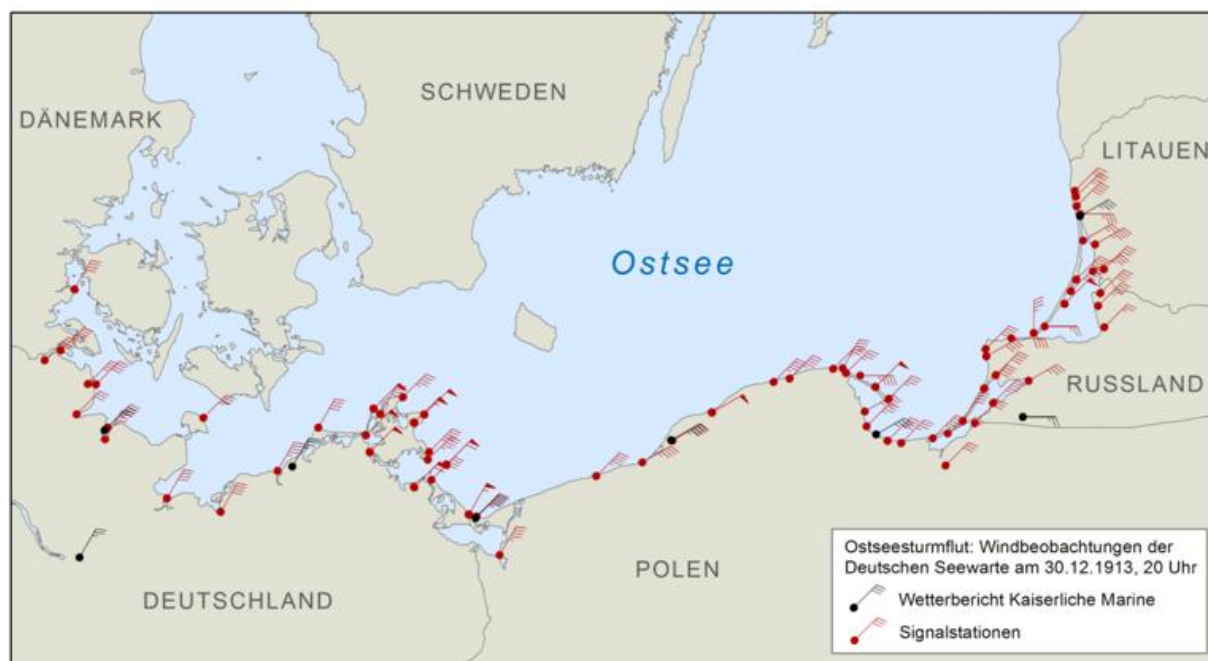 SCHWEDEN
DÄNEMARK
LITAUEN
Ostsee
RUSSLAND
POLEN
DEUTSCHLAND
Ostseesturmflut: Windbeobachtungen der
Deutschen Seewarte am 30.12.1913, 20 Uhr
Wetterbericht Kaiserliche Marine
Signalstationen